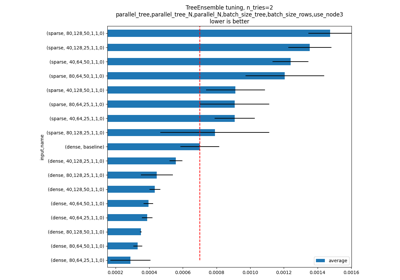 TreeEnsemble tuning, n_tries=2
parallel_tree,parallel_tree_N,parallel_N,batch_size_tree,batch_size_rows,use_node3
lower is better
(sparse, 80,128,50,1,1,0)
(sparse, 40,128,25,1,1,0)
(sparse, 40,64,50,1,1,0)
(sparse, 80,64,50,1,1,0)
(sparse, 40,128,50,1,1,0)
(sparse, 80,64,25,1,1,0)
(sparse, 40,64,25,1,1,0)
(sparse, 80,128,25,1,1,0)
(dense, baseline)
(dense, 40,128,25,1,1,0)
(dense, 80,128,25,1,1,0)
(dense, 40,128,50,1,1,0)
(dense, 40,64,50,1,1,0)
(dense, 40,64,25,1,1,0)
(dense, 80,128,50,1,1,0)
(dense, 80,64,50,1,1,0)
(dense, 80,64,25,1,1,0)
input,name
average
0.0002 0.0004 0.0006 0.0008 0.0010 0.0012 0.0014 0.0016